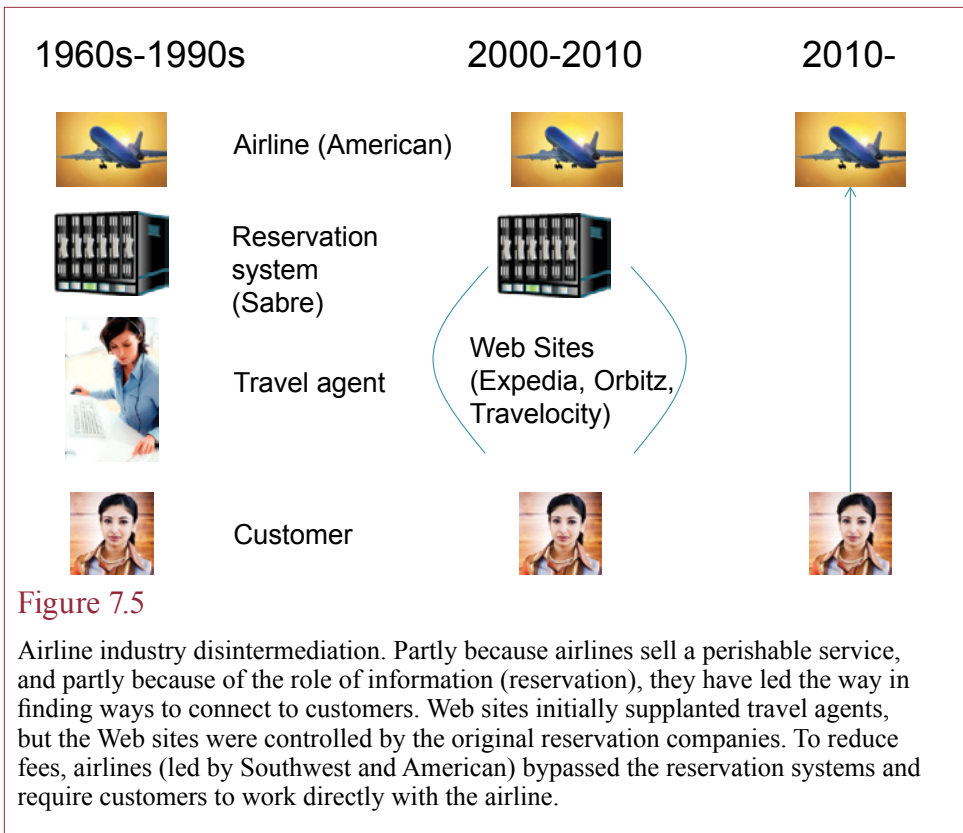 1960s-1990s
2000-2010
2010-
Airline (American)
Reservation
system
(Sabre)
Travel agent
Web Sites
(Expedia, Orbitz,
Travelocity)
Customer
Figure 7.5
Airline industry disintermediation. Partly because airlines sell a perishable service,
and partly because of the role of information (reservation), they have led the way in
finding ways to connect to customers. Web sites initially supplanted travel agents,
but the Web sites were controlled by the original reservation companies. To reduce
fees, airlines (led by Southwest and American) bypassed the reservation systems and
require customers to work directly with the airline.